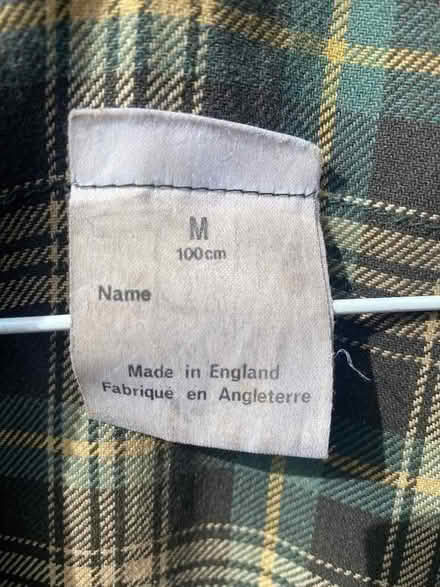 M
100cm
Name
Made in England
Fabriqué en Angleterre